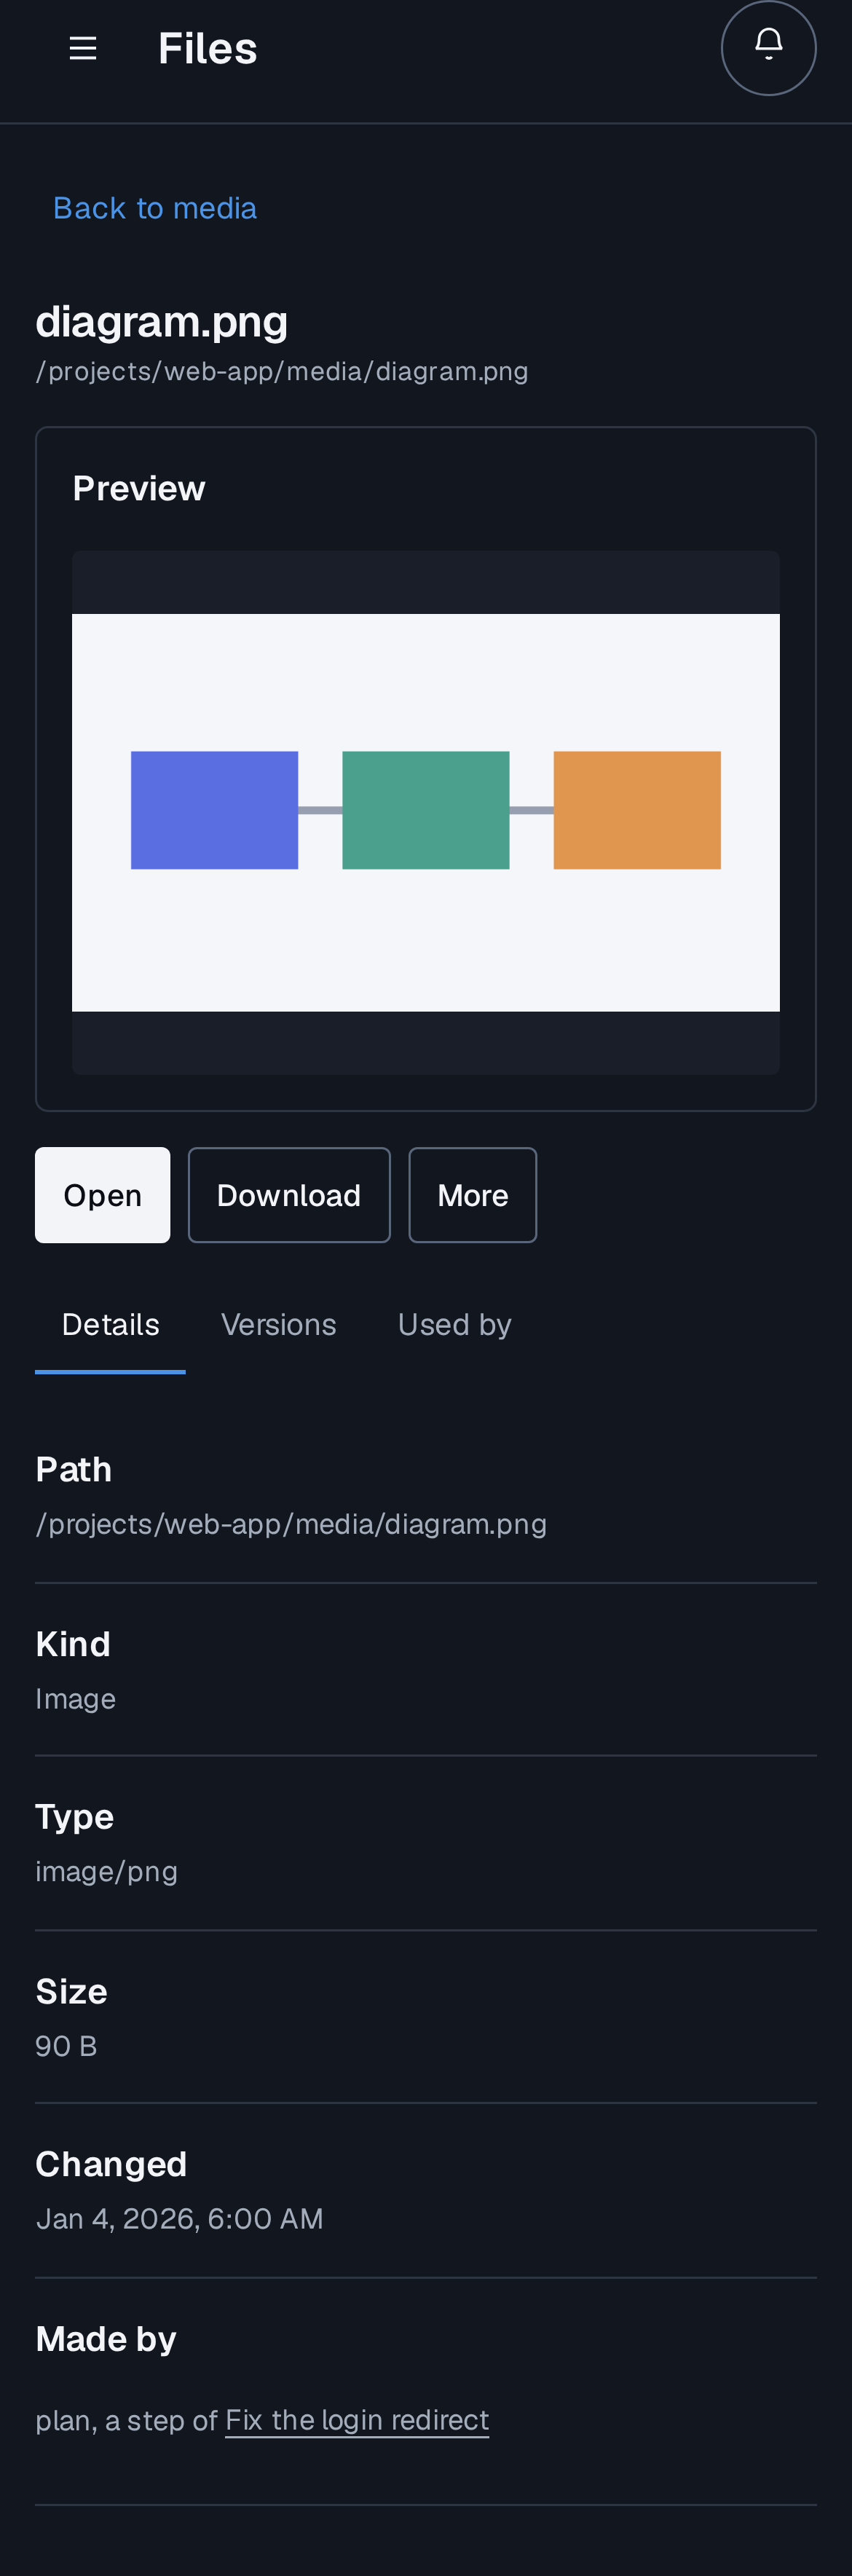 Files
Back to media
diagram.png
/projects/web-app/media/diagram.png
Preview
Open Download More
Details Versions Used by
Path
/projects/web-app/media/diagram.png
Kind
Image
Type
image/png
Size
90 B
Changed
Jan 4, 2026, 6:00 AM
Made by
plan, a step of Fix the login redirect